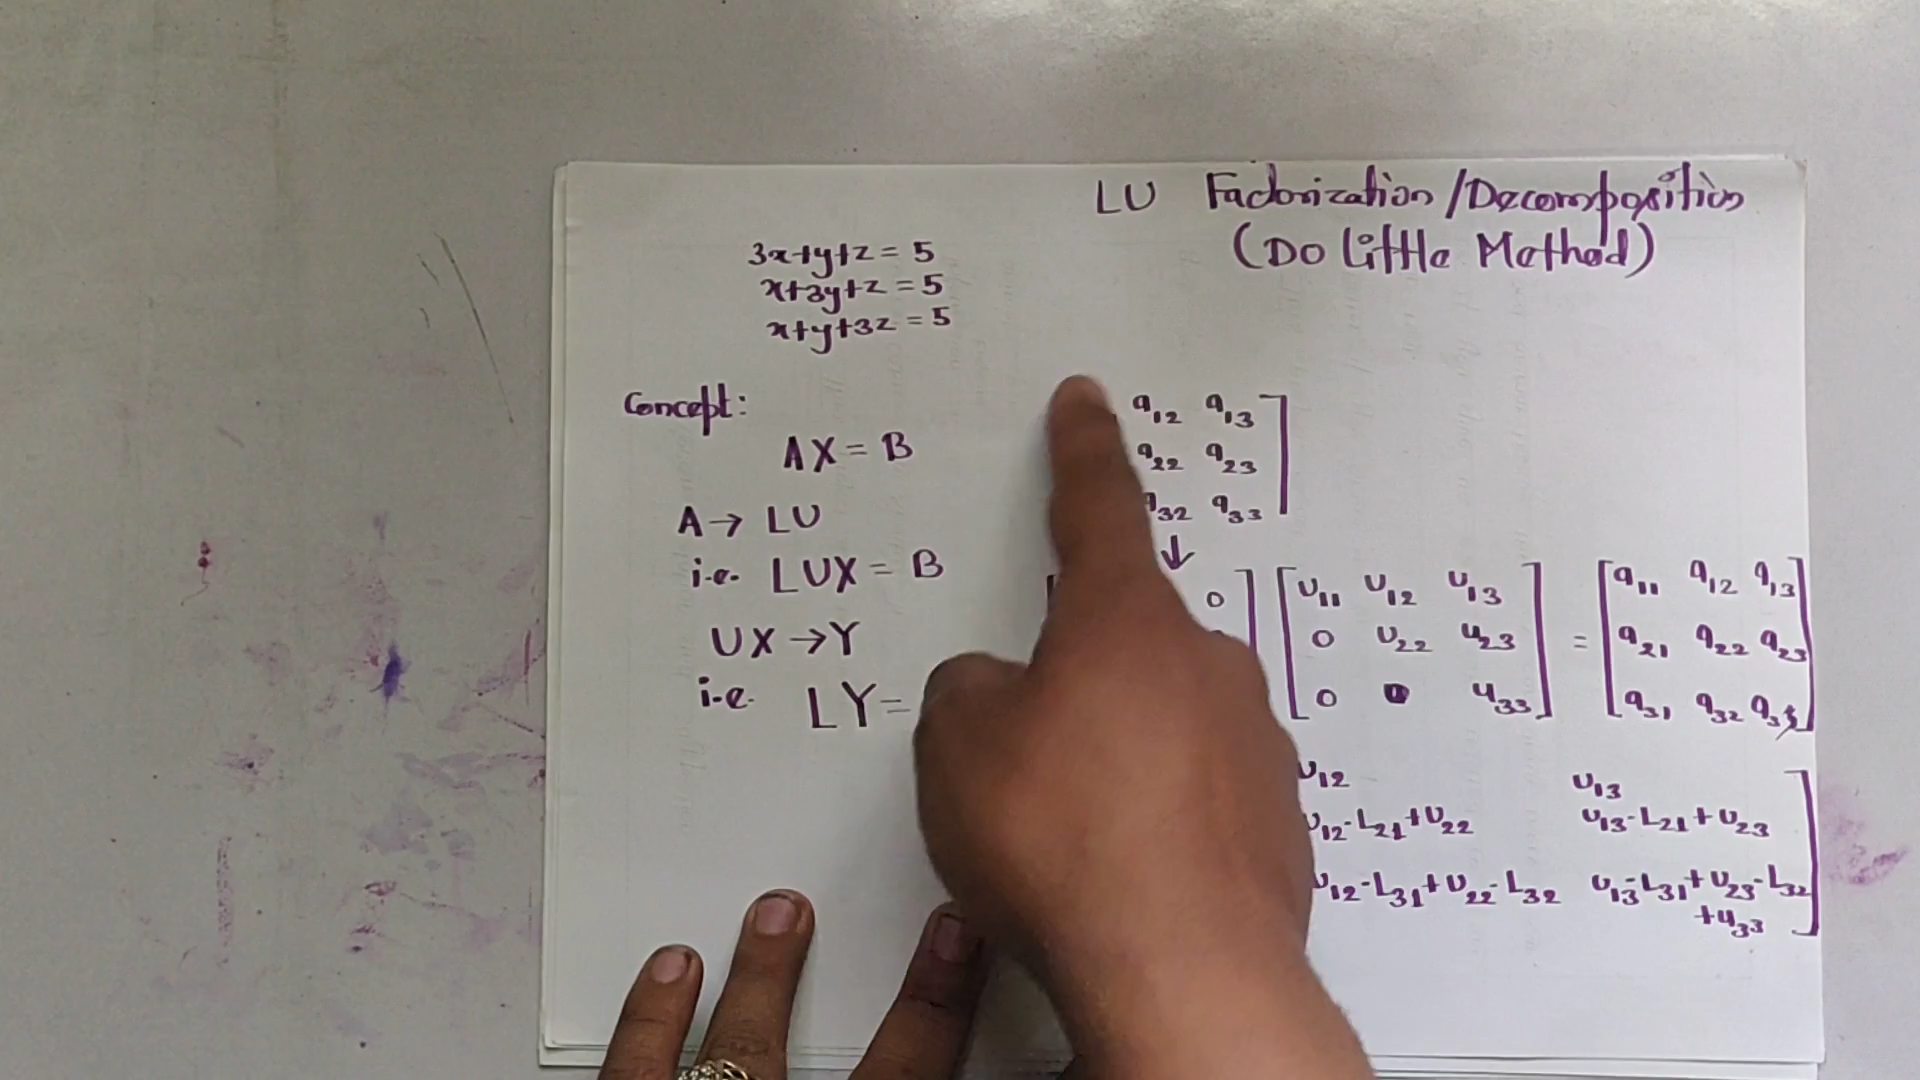 LU Factorization/Decomposition
(Do Little Method)
3x+y+z = 5
x+3y+z = 5
x+y+3z = 5
Concept:
AX = B
A → LU
i.e. LUX = B
UX → Y
i.e. LY =
a12 a13
a22 a23
a32 a33
↓
0 ] [ U11 U12 U13
0 U22 U23
0 0 U33 ]
= [ a11 a12 a13
a21 a22 a23
a31 a32 a33 ]
U12 U13
U12-L21+U22 U13-L21+U23
U12-L31+U22-L32 U13-L31+U23-L32
+U33